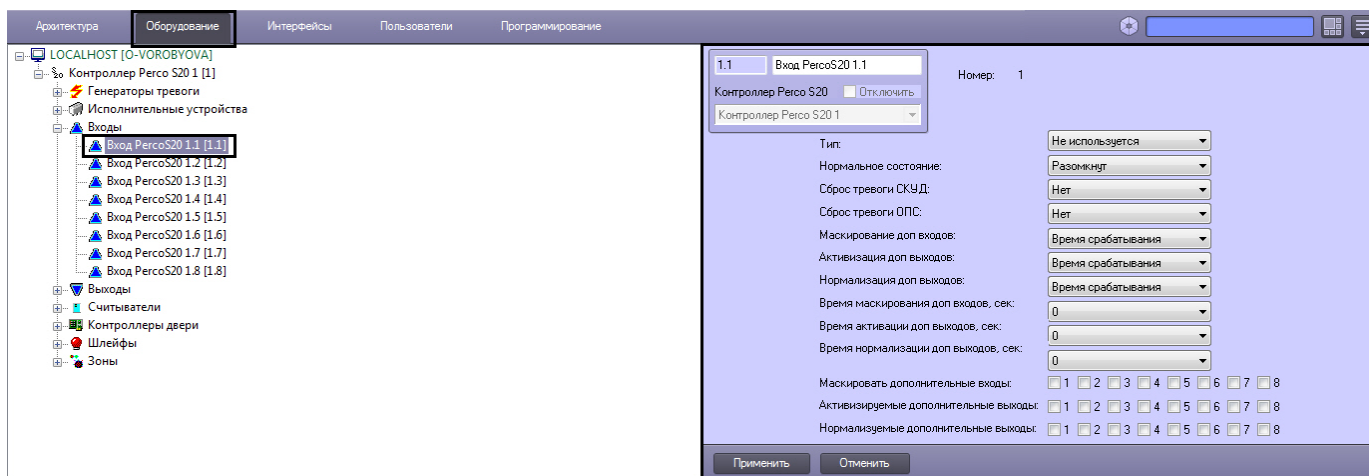 Архитектура Оборудование Интерфейсы Пользователи Программирование
LOCALHOST [O-VOROBYOVA]
Контроллер Perco S20 1 [1]
Генераторы тревоги
Исполнительные устройства
Входы
Вход PercoS20 1.1 [1.1]
Вход PercoS20 1.2 [1.2]
Вход PercoS20 1.3 [1.3]
Вход PercoS20 1.4 [1.4]
Вход PercoS20 1.5 [1.5]
Вход PercoS20 1.6 [1.6]
Вход PercoS20 1.7 [1.7]
Вход PercoS20 1.8 [1.8]
Выходы
Считыватели
Контроллеры двери
Шлейфы
Зоны
1.1 Вход PercoS20 1.1
Номер: 1
Контроллер Perco S20 Отключить
Контроллер Perco S20 1
Тип: Не используется
Нормальное состояние: Разомкнут
Сброс тревоги СКУД: Нет
Сброс тревоги ОПС: Нет
Маскирование доп входов: Время срабатывания
Активизация доп выходов: Время срабатывания
Нормализация доп выходов: Время срабатывания
Время маскирования доп входов, сек: 0
Время активации доп выходов, сек: 0
Время нормализации доп выходов, сек: 0
Маскировать дополнительные входы: 1 2 3 4 5 6 7 8
Активизируемые дополнительные выходы: 1 2 3 4 5 6 7 8
Нормализуемые дополнительные выходы: 1 2 3 4 5 6 7 8
Применить Отменить